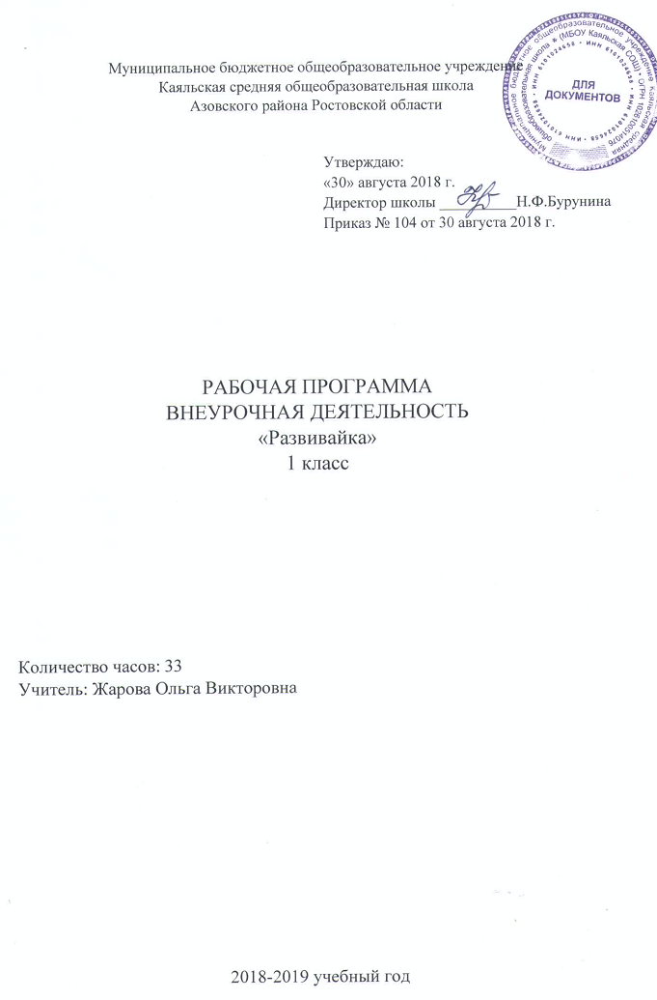 Муниципальное бюджетное общеобразовательное учреждение
Каяльская средняя общеобразовательная школа
Азовского района Ростовской области
ДЛЯ
ДОКУМЕНТОВ
Утверждаю:
«30» августа 2018 г.
Директор школы __________Н.Ф.Бурунина
Приказ № 104 от 30 августа 2018 г.
РАБОЧАЯ ПРОГРАММА
ВНЕУРОЧНАЯ ДЕЯТЕЛЬНОСТЬ
«Развивайка»
1 класс
Количество часов: 33
Учитель: Жарова Ольга Викторовна
2018-2019 учебный год